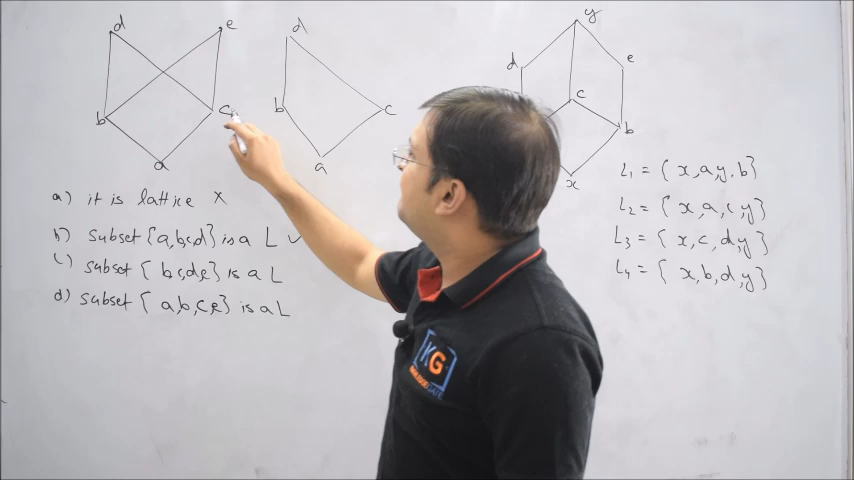 d
e
b
c
a
d
b
c
a
y
d
e
c
b
x
a) it is lattice X
b) subset {a,b,c,d} is a L ✓
c) subset { b,c,d,e} is a L
d) subset { a,b,c,e} is a L
L1 = { x,a,y,b}
L2 = { x,a,c,y}
L3 = { x,c,d,y}
L4 = { x,b,d,y}
KG